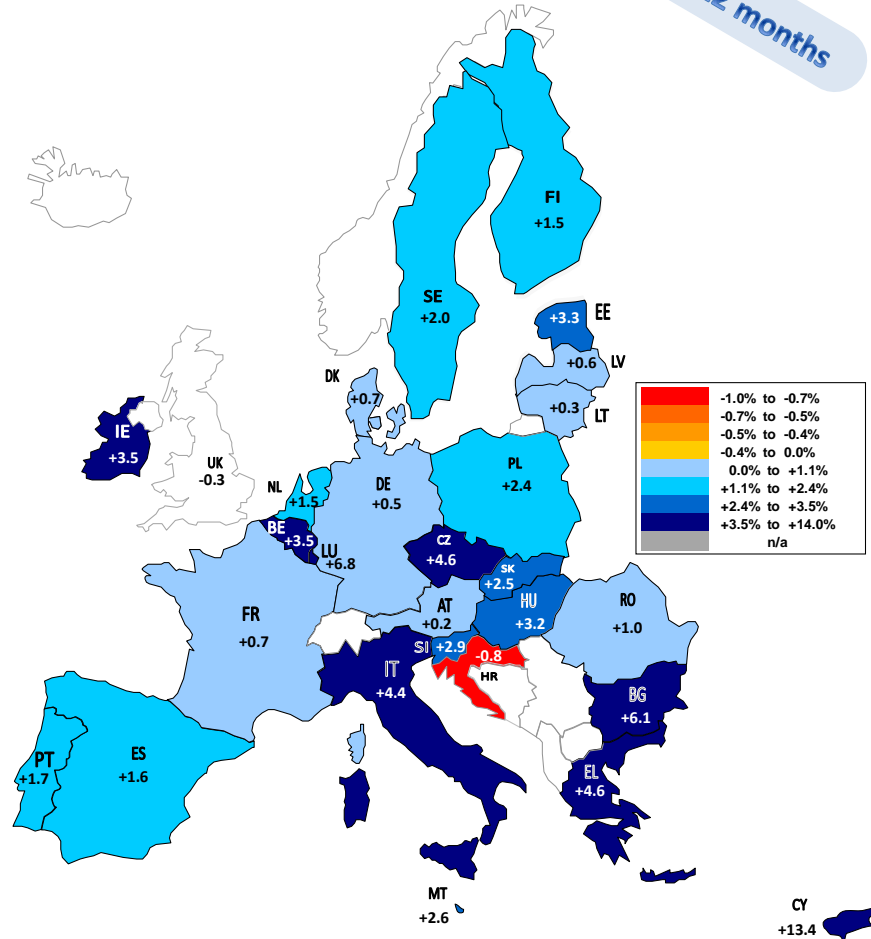 months
FI
+1.5
SE
+2.0
EE
+3.3
LV
+0.6
DK
+0.7
+0.3 LT
-1.0% to -0.7%
-0.7% to -0.5%
-0.5% to -0.4%
-0.4% to 0.0%
0.0% to +1.1%
+1.1% to +2.4%
+2.4% to +3.5%
+3.5% to +14.0%
n/a
IE
+3.5
UK
-0.3
NL
+1.5
DE
+0.5
PL
+2.4
BE
+3.5
LU
+6.8
CZ
+4.6
SK
+2.5
FR
+0.7
AT
+0.2
HU
+3.2
RO
+1.0
SI +2.9
-0.8
HR
IT
+4.4
BG
+6.1
PT
+1.7
ES
+1.6
EL
+4.6
MT
+2.6
CY
+13.4